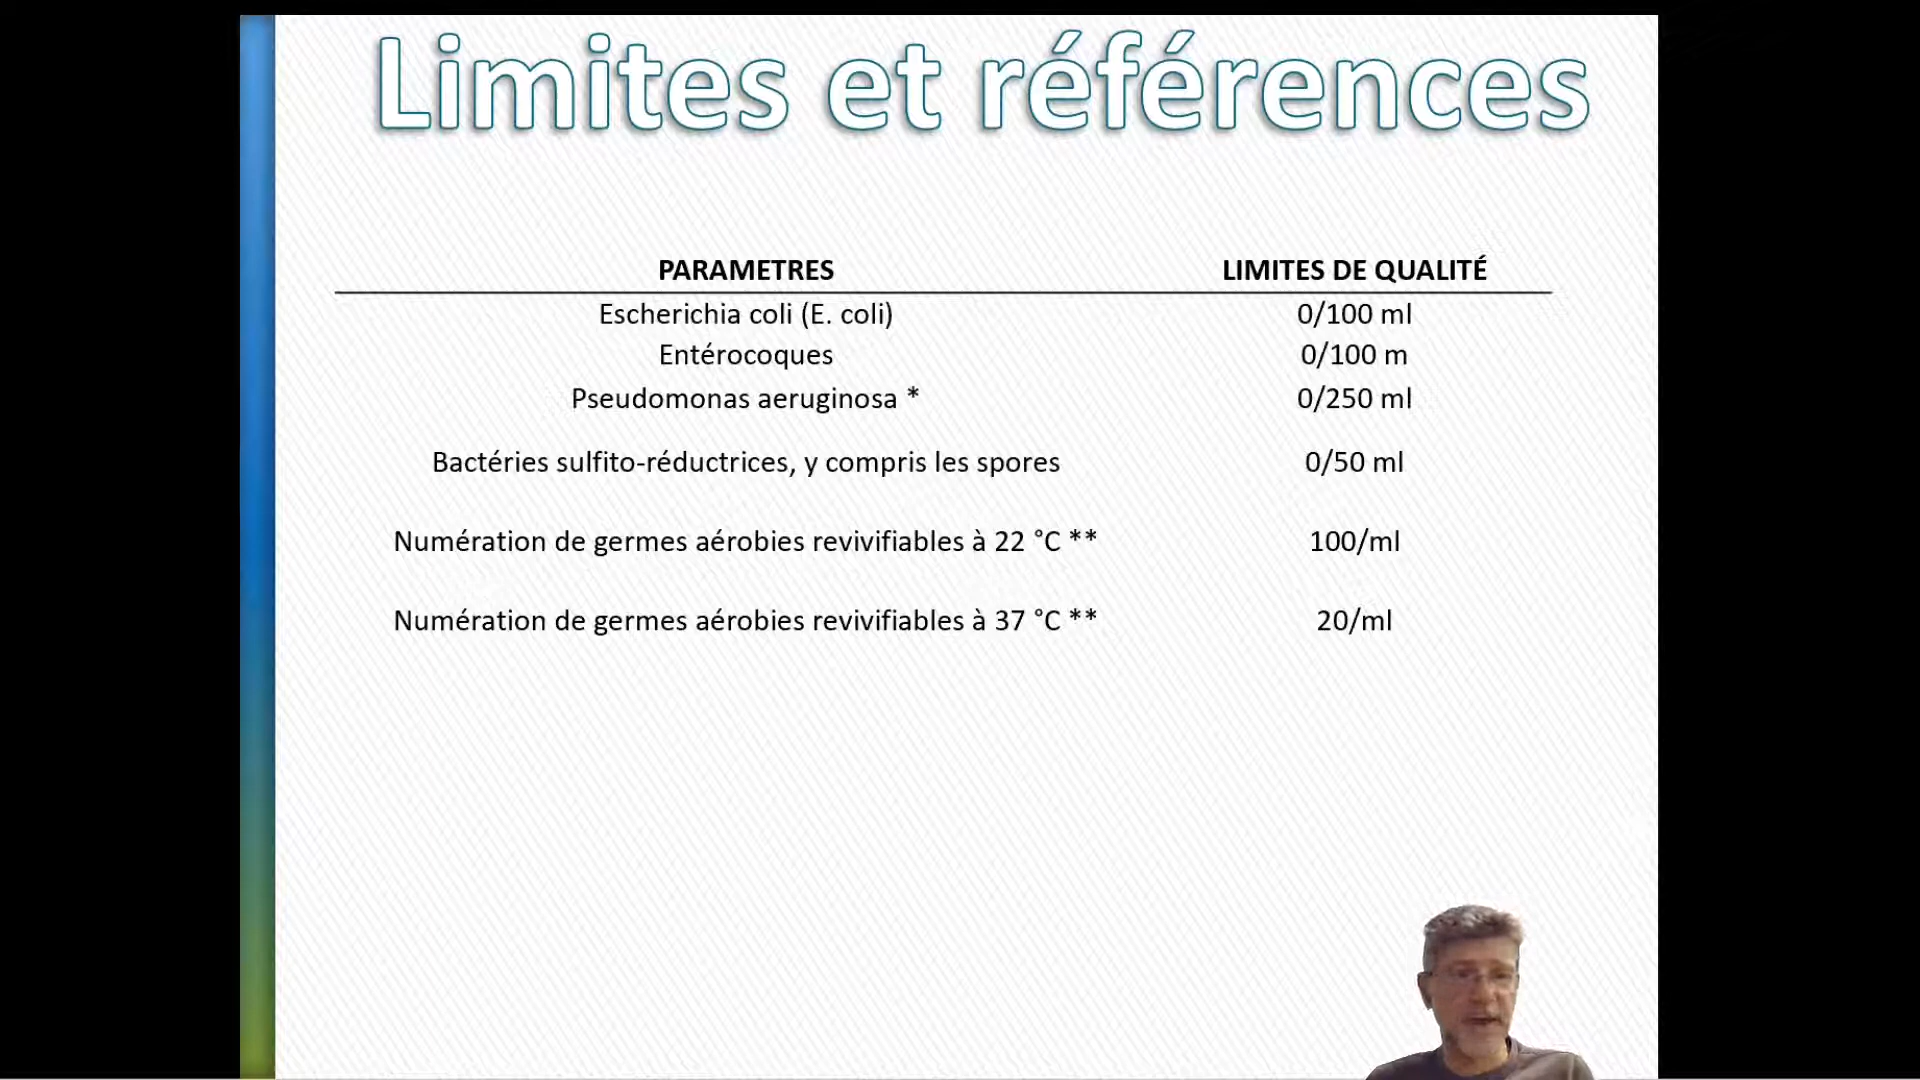 Limites et références
PARAMETRES LIMITES DE QUALITÉ
Escherichia coli (E. coli) 0/100 ml
Entérocoques 0/100 m
Pseudomonas aeruginosa * 0/250 ml
Bactéries sulfito-réductrices, y compris les spores 0/50 ml
Numération de germes aérobies revivifiables à 22 °C ** 100/ml
Numération de germes aérobies revivifiables à 37 °C ** 20/ml